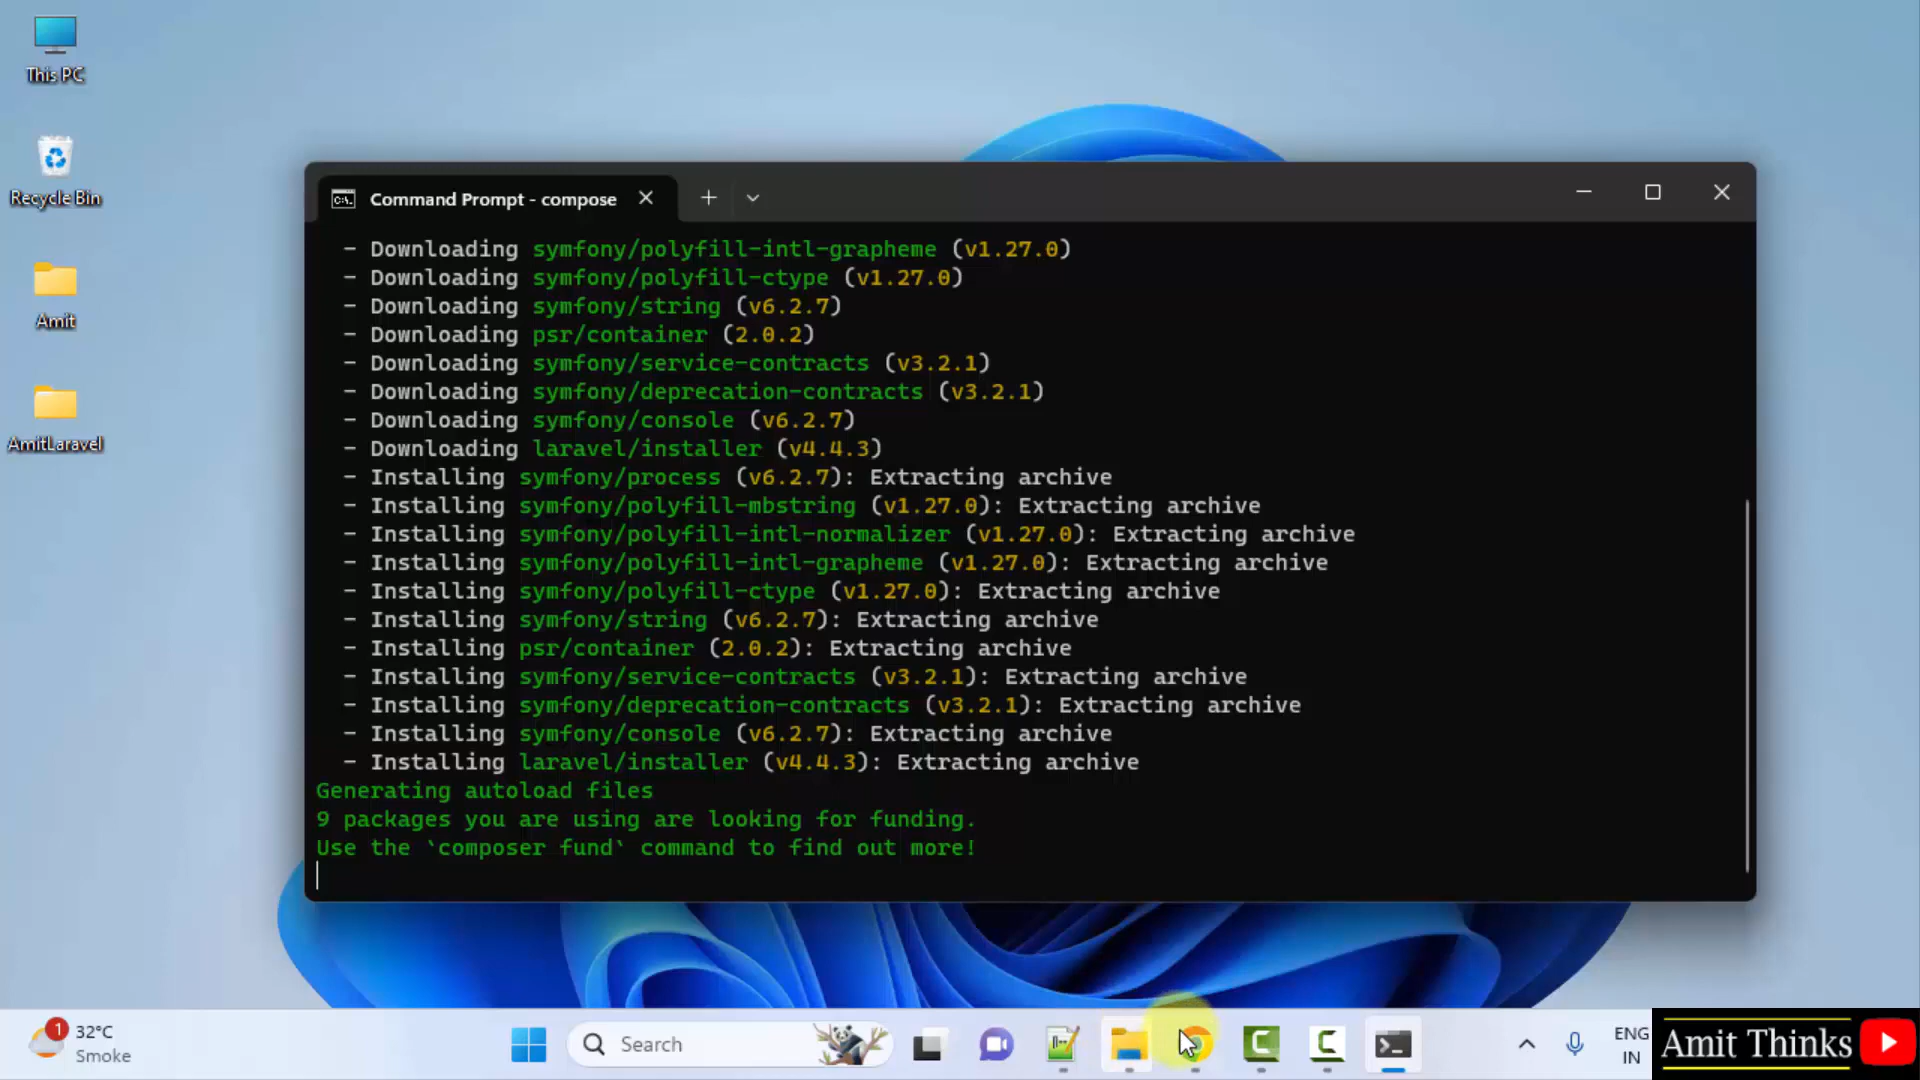 This PC
Recycle Bin
Amit
AmitLaravel
Command Prompt - compose
- Downloading symfony/polyfill-intl-grapheme (v1.27.0)
- Downloading symfony/polyfill-ctype (v1.27.0)
- Downloading symfony/string (v6.2.7)
- Downloading psr/container (2.0.2)
- Downloading symfony/service-contracts (v3.2.1)
- Downloading symfony/deprecation-contracts (v3.2.1)
- Downloading symfony/console (v6.2.7)
- Downloading laravel/installer (v4.4.3)
- Installing symfony/process (v6.2.7): Extracting archive
- Installing symfony/polyfill-mbstring (v1.27.0): Extracting archive
- Installing symfony/polyfill-intl-normalizer (v1.27.0): Extracting archive
- Installing symfony/polyfill-intl-grapheme (v1.27.0): Extracting archive
- Installing symfony/polyfill-ctype (v1.27.0): Extracting archive
- Installing symfony/string (v6.2.7): Extracting archive
- Installing psr/container (2.0.2): Extracting archive
- Installing symfony/service-contracts (v3.2.1): Extracting archive
- Installing symfony/deprecation-contracts (v3.2.1): Extracting archive
- Installing symfony/console (v6.2.7): Extracting archive
- Installing laravel/installer (v4.4.3): Extracting archive
Generating autoload files
9 packages you are using are looking for funding.
Use the `composer fund` command to find out more!
1
32°C
Smoke
Search
ENG
IN
Amit Thinks